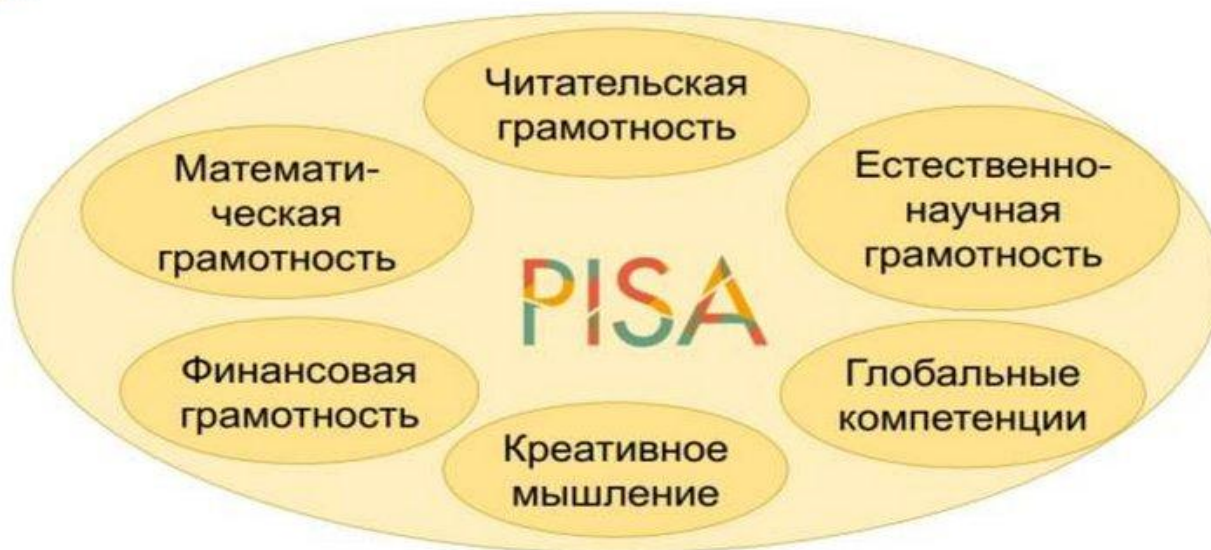 Читательская
грамотность
Математи-
ческая
грамотность
Естественно-
научная
грамотность
PISA
Финансовая
грамотность
Глобальные
компетенции
Креативное
мышление